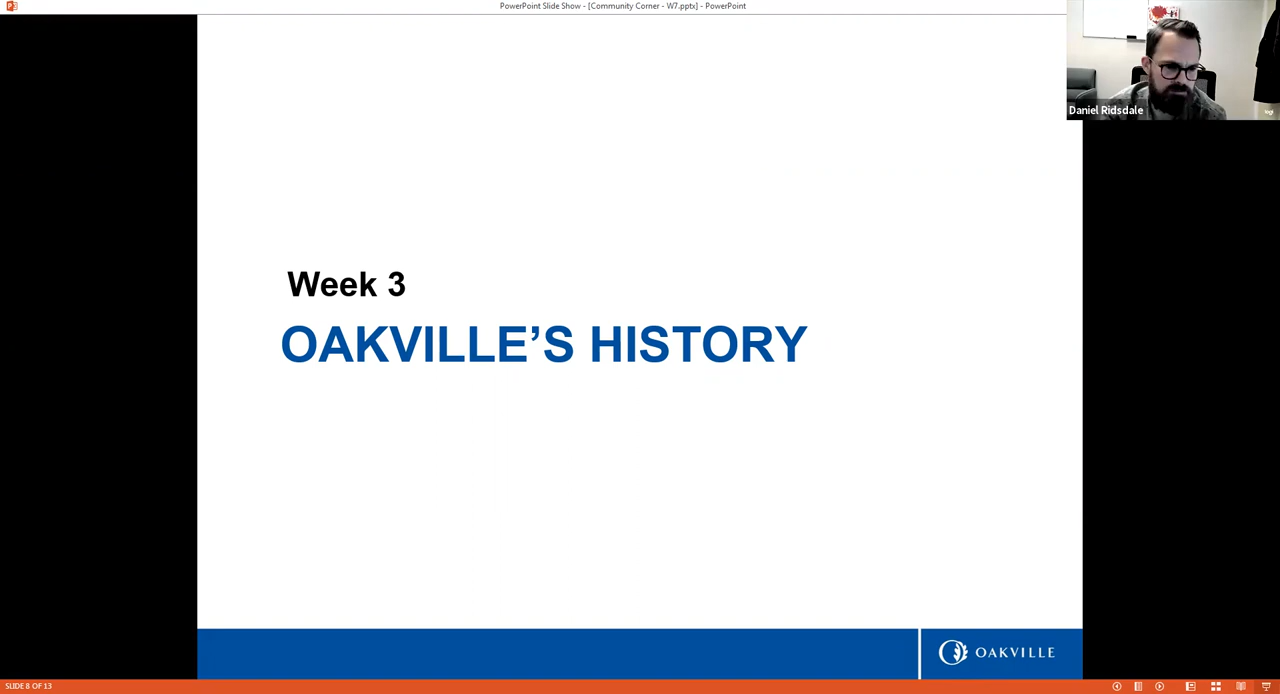 PowerPoint Slide Show - [Community Corner - W7.pptx] - PowerPoint
Daniel Ridsdale
Week 3
OAKVILLE’S HISTORY
OAKVILLE
SLIDE 8 OF 13